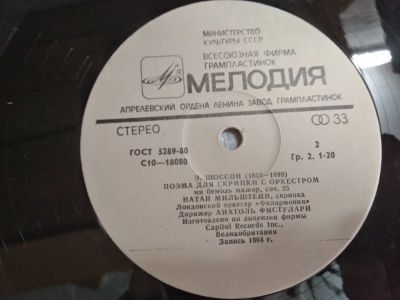 МИНИСТЕРСТВО
КУЛЬТУРЫ СССР
ВСЕСОЮЗНАЯ ФИРМА
ГРАМПЛАСТИНОК
МЕЛОДИЯ
АПРЕЛЕВСКИЙ ОРДЕНА ЛЕНИНА ЗАВОД ГРАМПЛАСТИНОК
СТЕРЕО 33
ГОСТ 5289-80 2
С10—18080 Гр. 2. 1-20
Э. ШОССОН (1855—1899)
ПОЭМА ДЛЯ СКРИПКИ С ОРКЕСТРОМ
ми бемоль мажор, соч. 25
НАТАН МИЛЬШТЕЙН, скрипка
Лондонский оркестр «Филармония»
Дирижер АНАТОЛЬ ФИСТУЛАРИ
Изготовлено по лицензии фирмы
Capitol Records Inc.,
Великобритания
Запись 1964 г.